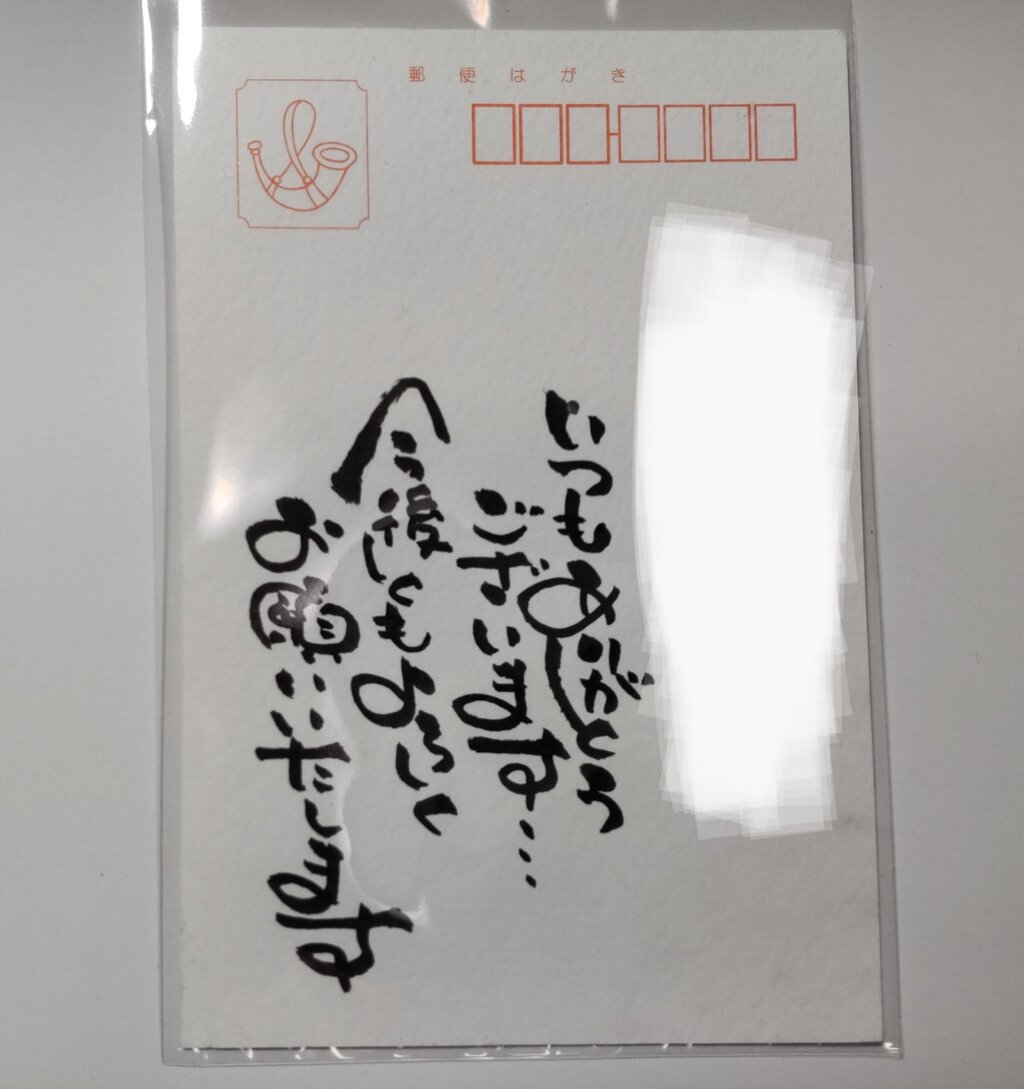 郵便はがき
いつもありがとう
ございます…
今後ともよろしく
お願いいたします